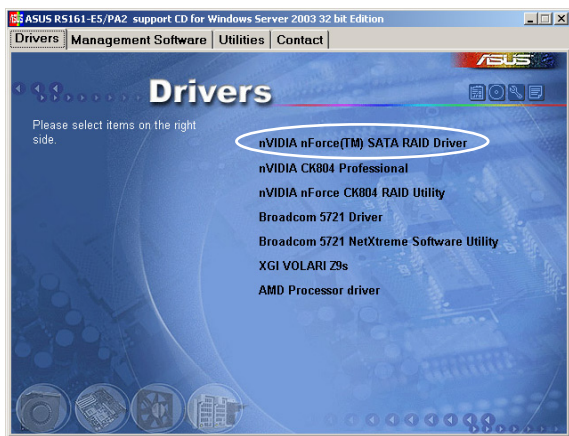 ASUS RS161-E5/PA2 support CD for Windows Server 2003 32 bit Edition
Drivers Management Software Utilities Contact
ASUS
Drivers
Please select items on the right
side.
nVIDIA nForce(TM) SATA RAID Driver
nVIDIA CK804 Professional
nVIDIA nForce CK804 RAID Utility
Broadcom 5721 Driver
Broadcom 5721 NetXtreme Software Utility
XGI VOLARI Z9s
AMD Processor driver